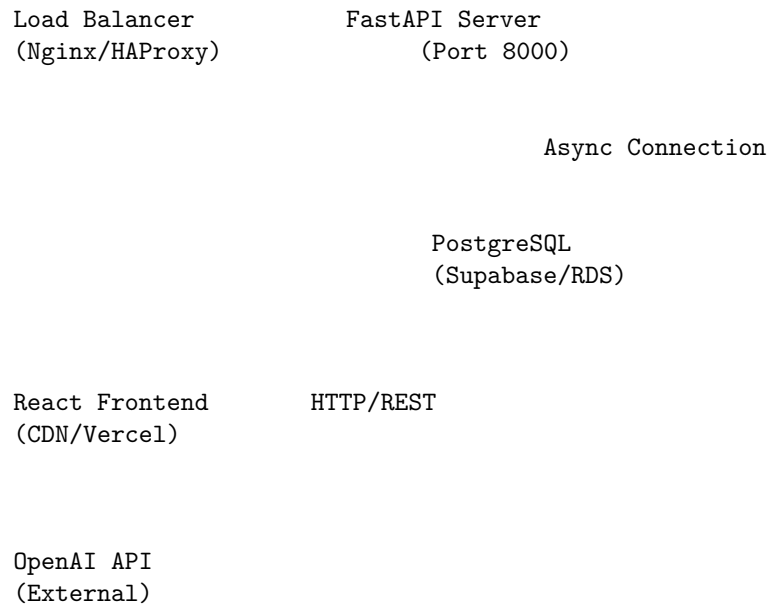 Load Balancer FastAPI Server
(Nginx/HAProxy) (Port 8000)
Async Connection
PostgreSQL
(Supabase/RDS)
React Frontend HTTP/REST
(CDN/Vercel)
OpenAI API
(External)